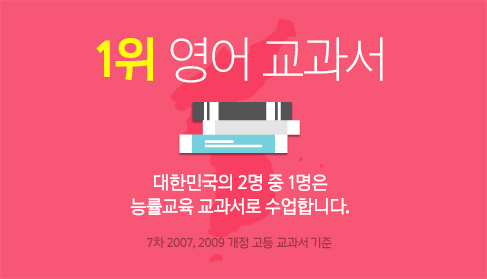 1위 영어 교과서
대한민국의 2명 중 1명은
능률교육 교과서로 수업합니다.
7차 2007, 2009 개정 고등 교과서 기준